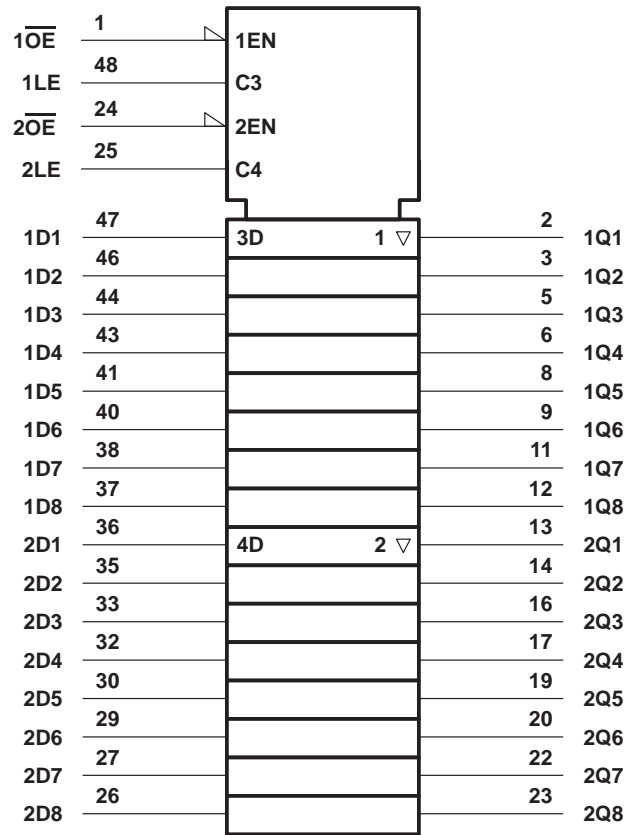 1OE 1 1EN
1LE 48 C3
2OE 24 2EN
2LE 25 C4
1D1 47 3D 1 ▽ 2 1Q1
1D2 46 3 1Q2
1D3 44 5 1Q3
1D4 43 6 1Q4
1D5 41 8 1Q5
1D6 40 9 1Q6
1D7 38 11 1Q7
1D8 37 12 1Q8
2D1 36 4D 2 ▽ 13 2Q1
2D2 35 14 2Q2
2D3 33 16 2Q3
2D4 32 17 2Q4
2D5 30 19 2Q5
2D6 29 20 2Q6
2D7 27 22 2Q7
2D8 26 23 2Q8